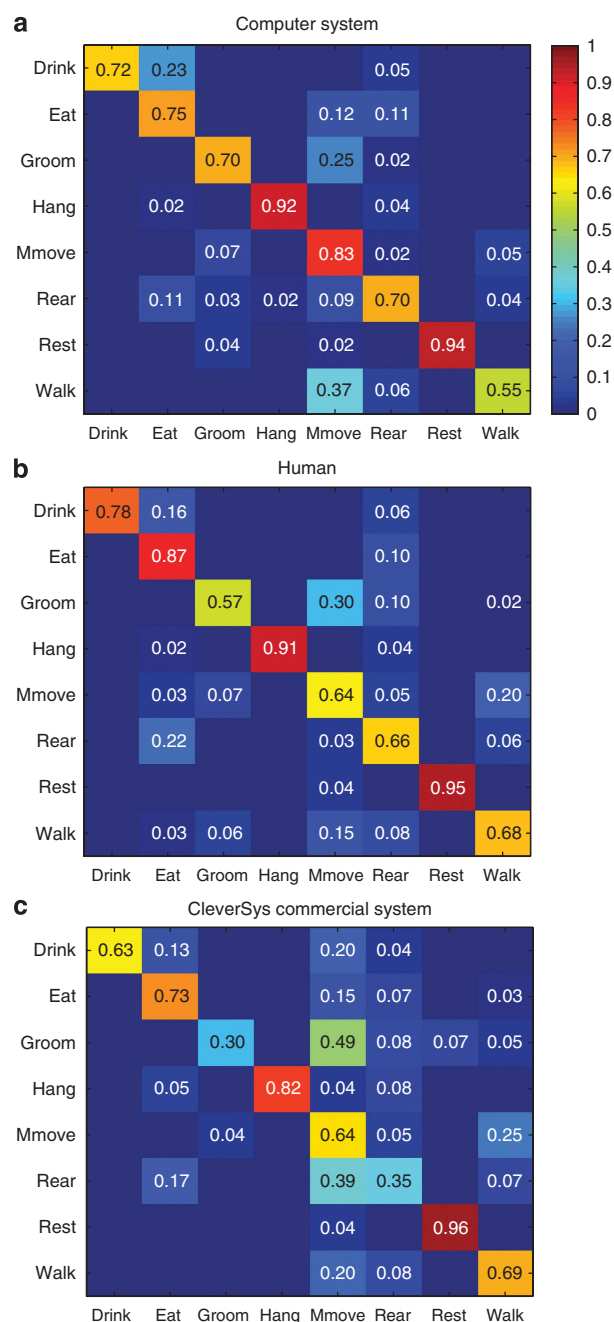 a
Computer system
Drink 0.72 0.23 0.05
Eat 0.75 0.12 0.11
Groom 0.70 0.25 0.02
Hang 0.02 0.92 0.04
Mmove 0.07 0.83 0.02 0.05
Rear 0.11 0.03 0.02 0.09 0.70 0.04
Rest 0.04 0.02 0.94
Walk 0.37 0.06 0.55
Drink Eat Groom Hang Mmove Rear Rest Walk
1
0.9
0.8
0.7
0.6
0.5
0.4
0.3
0.2
0.1
0
b
Human
Drink 0.78 0.16 0.06
Eat 0.87 0.10
Groom 0.57 0.30 0.10 0.02
Hang 0.02 0.91 0.04
Mmove 0.03 0.07 0.64 0.05 0.20
Rear 0.22 0.03 0.66 0.06
Rest 0.04 0.95
Walk 0.03 0.06 0.15 0.08 0.68
Drink Eat Groom Hang Mmove Rear Rest Walk
c
CleverSys commercial system
Drink 0.63 0.13 0.20 0.04
Eat 0.73 0.15 0.07 0.03
Groom 0.30 0.49 0.08 0.07 0.05
Hang 0.05 0.82 0.04 0.08
Mmove 0.04 0.64 0.05 0.25
Rear 0.17 0.39 0.35 0.07
Rest 0.04 0.96
Walk 0.20 0.08 0.69
Drink Eat Groom Hang Mmove Rear Rest Walk